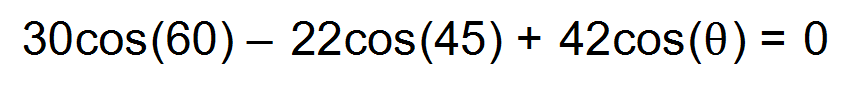 30cos(60) – 22cos(45) + 42cos(θ) = 0